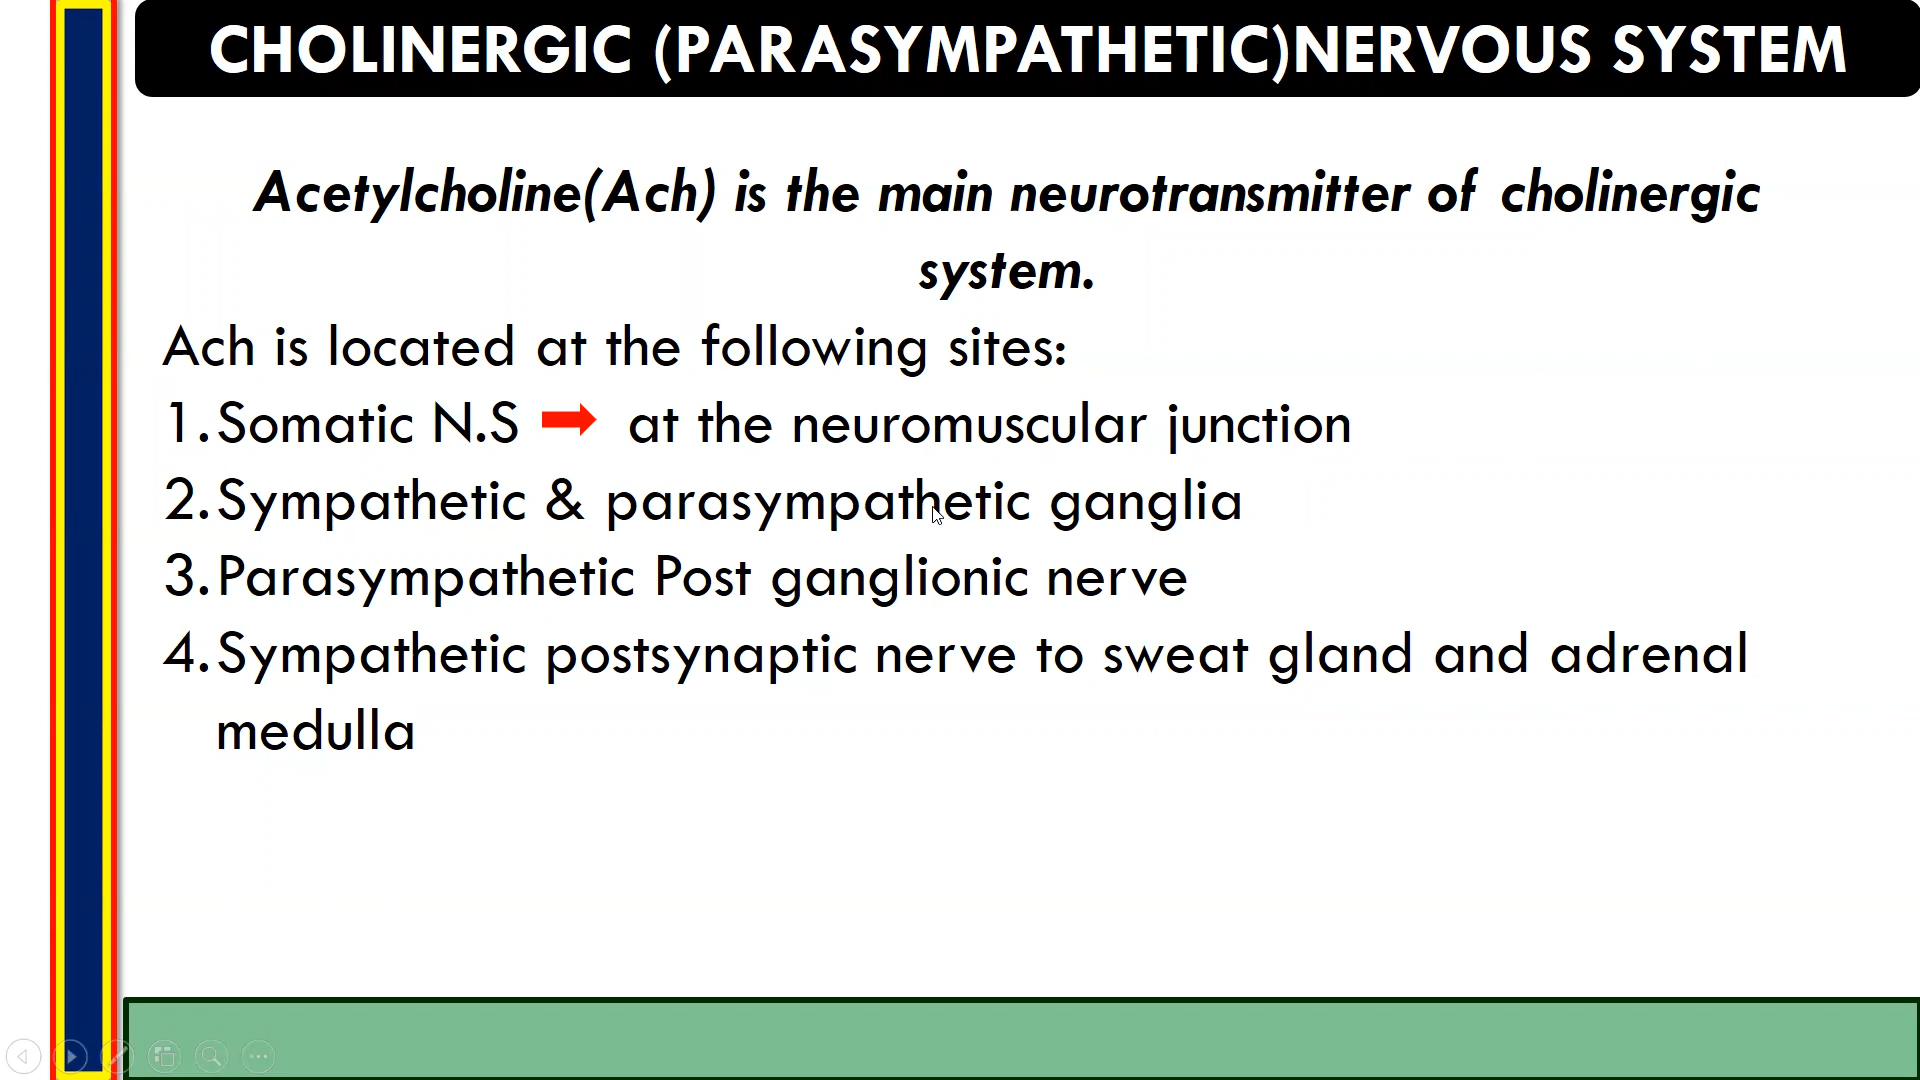 CHOLINERGIC (PARASYMPATHETIC)NERVOUS SYSTEM
Acetylcholine(Ach) is the main neurotransmitter of cholinergic
system.
Ach is located at the following sites:
1.Somatic N.S at the neuromuscular junction
2.Sympathetic & parasympathetic ganglia
3.Parasympathetic Post ganglionic nerve
4.Sympathetic postsynaptic nerve to sweat gland and adrenal
medulla